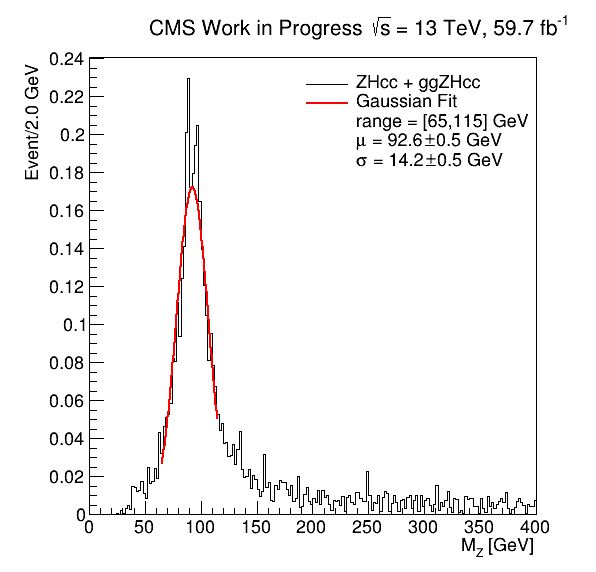 CMS Work in Progress √s = 13 TeV, 59.7 fb⁻¹
Event/2.0 GeV
0.24
0.22
0.2
0.18
0.16
0.14
0.12
0.1
0.08
0.06
0.04
0.02
0
ZHcc + ggZHcc
Gaussian Fit
range = [65,115] GeV
μ = 92.6±0.5 GeV
σ = 14.2±0.5 GeV
0 50 100 150 200 250 300 350 400
M_Z [GeV]